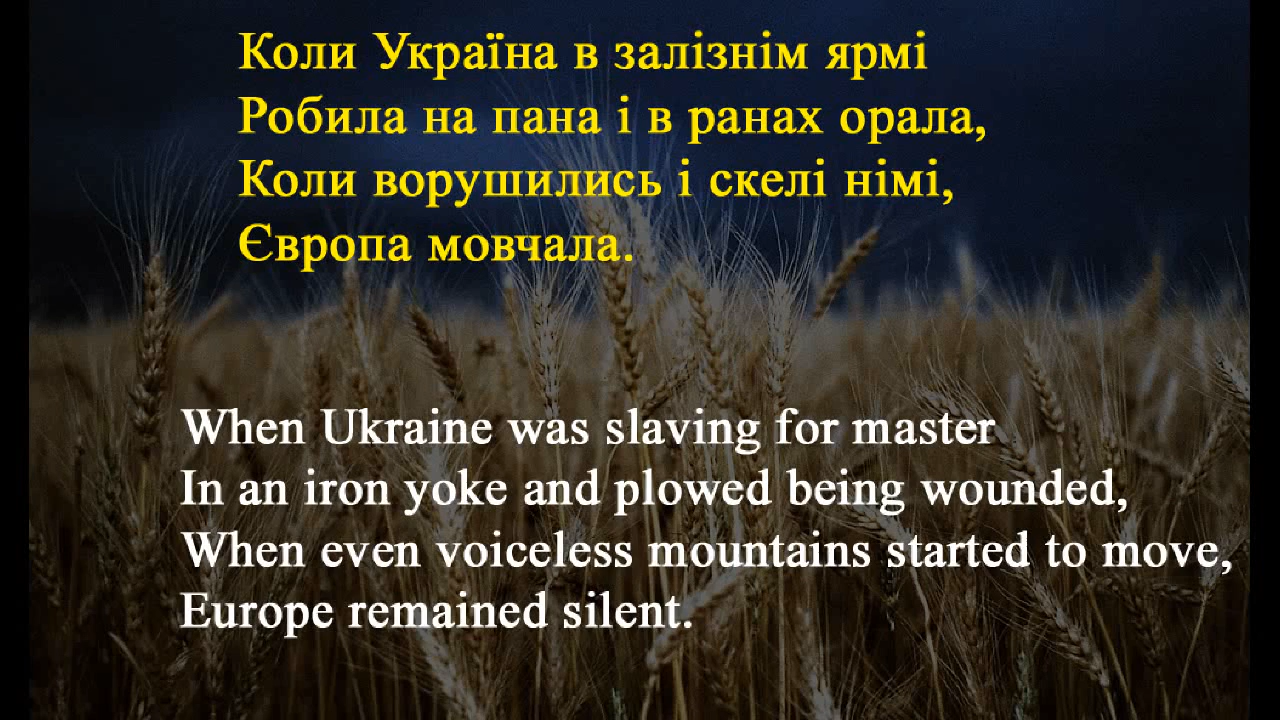 Коли Україна в залізнім ярмі
Робила на пана і в ранах орала,
Коли ворушились і скелі німі,
Європа мовчала.
When Ukraine was slaving for master
In an iron yoke and plowed being wounded,
When even voiceless mountains started to move,
Europe remained silent.